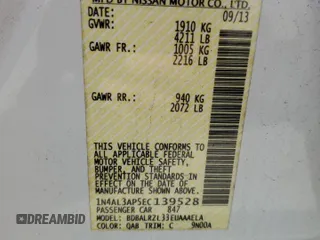 MFD BY NISSAN MOTOR CO., LTD.
DATE: 09/13
GVWR: 1910 KG
4211 LB
GAWR FR.: 1005 KG
2216 LB
GAWR RR.: 940 KG
2072 LB
THIS VEHICLE CONFORMS TO
ALL APPLICABLE FEDERAL
MOTOR VEHICLE SAFETY,
BUMPER, AND THEFT
PREVENTION STANDARDS
IN EFFECT ON THE DATE OF
MANUFACTURE SHOWN ABOVE.
1N4AL3AP5EC139528
PASSENGER CAR 847
MODEL: BDBALRZL33EUAAAELA
COLOR: QAB TRIM: C 9N00A
DEALERSHIP